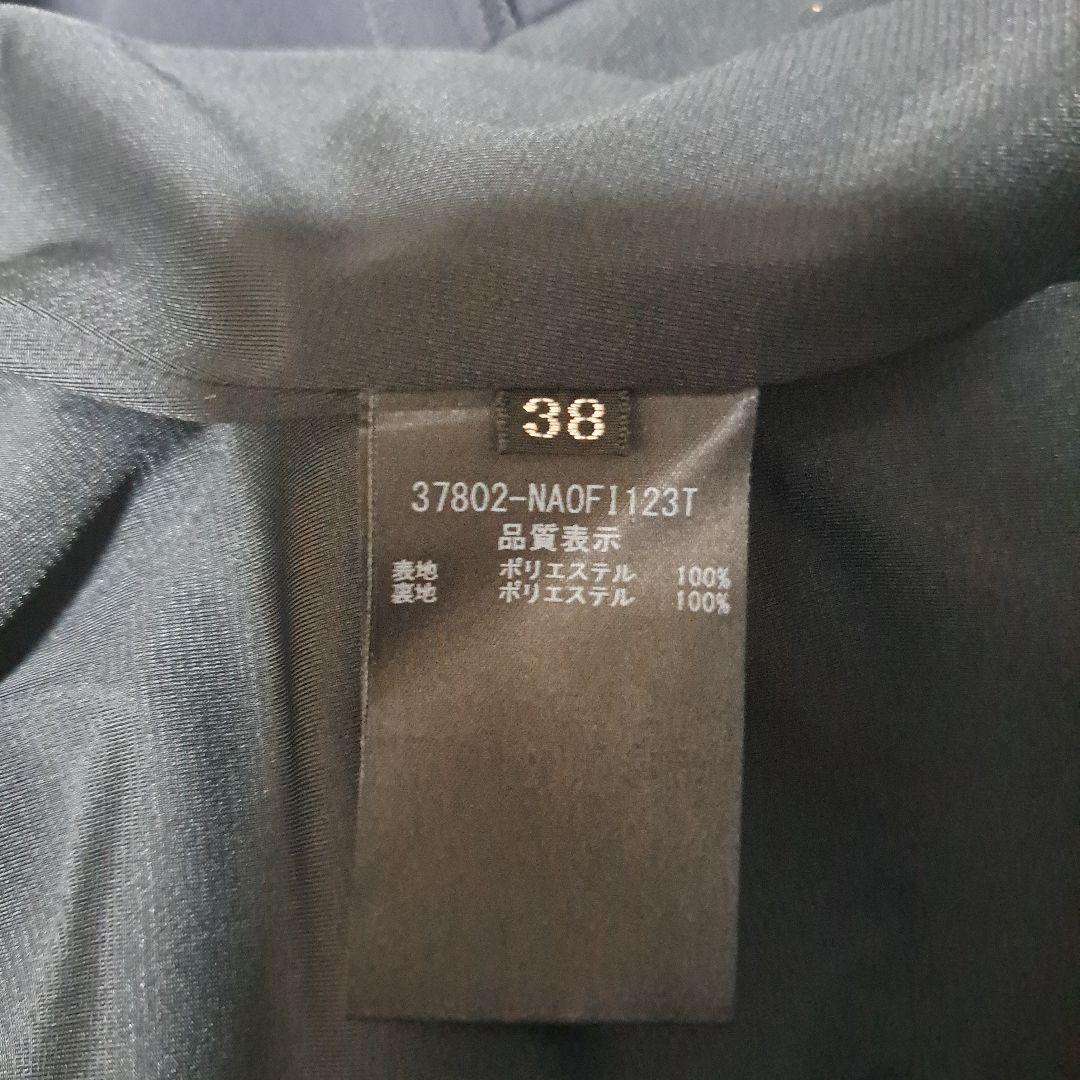 38
37802-NAOFI123T
品質表示
表地 ポリエステル 100%
裏地 ポリエステル 100%